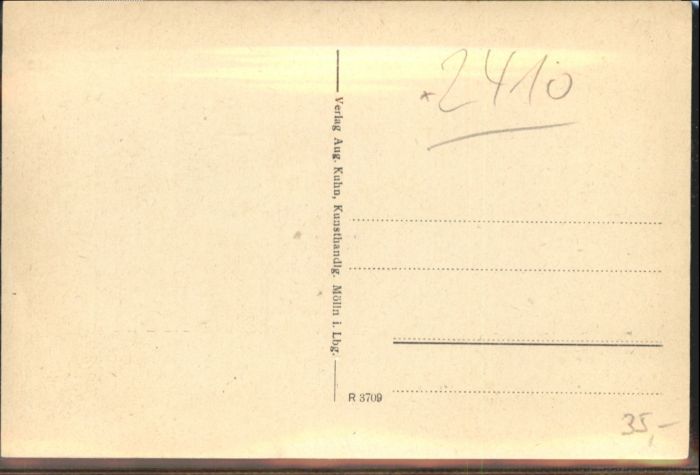 *2410
Verlag Aug. Kuhn, Kunsthandlg. Mölln i. Lbg.
R 3709
35,-